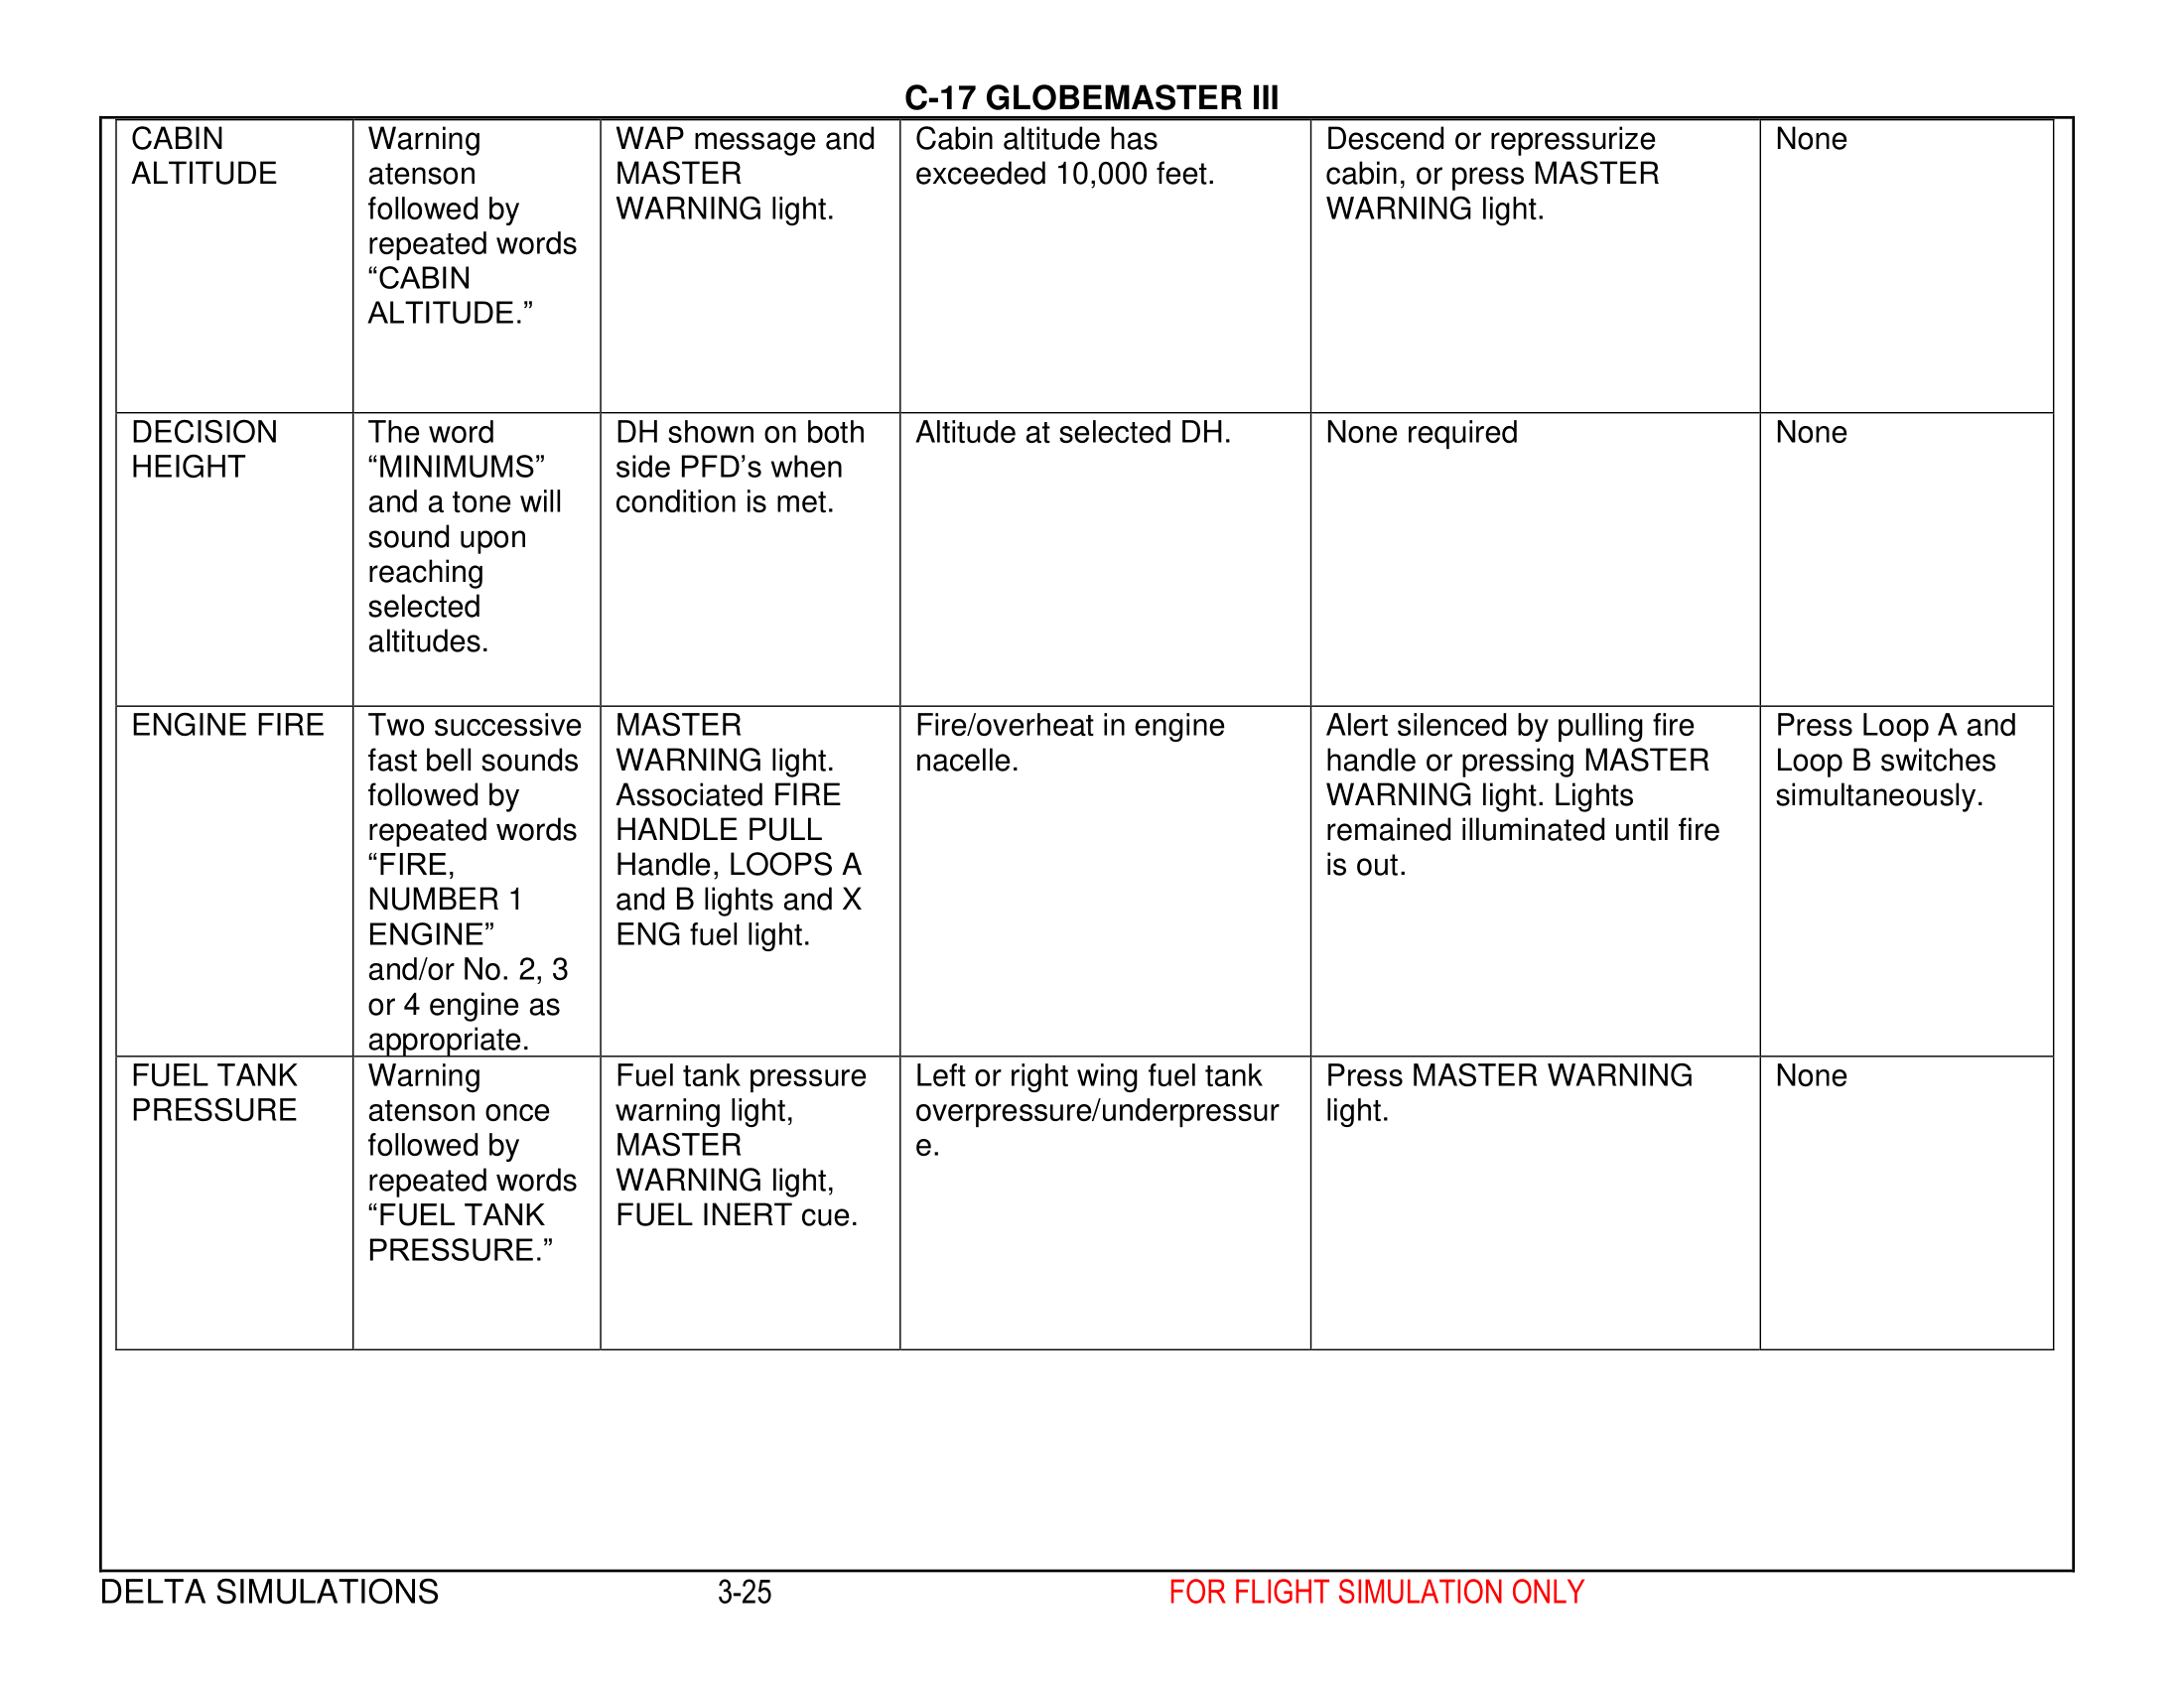 C-17 GLOBEMASTER III
CABIN
ALTITUDE
Warning
atenson
followed by
repeated words
“CABIN
ALTITUDE.”
WAP message and
MASTER
WARNING light.
Cabin altitude has
exceeded 10,000 feet.
Descend or repressurize
cabin, or press MASTER
WARNING light.
None
DECISION
HEIGHT
The word
“MINIMUMS”
and a tone will
sound upon
reaching
selected
altitudes.
DH shown on both
side PFD’s when
condition is met.
Altitude at selected DH.
None required
None
ENGINE FIRE
Two successive
fast bell sounds
followed by
repeated words
“FIRE,
NUMBER 1
ENGINE”
and/or No. 2, 3
or 4 engine as
appropriate.
MASTER
WARNING light.
Associated FIRE
HANDLE PULL
Handle, LOOPS A
and B lights and X
ENG fuel light.
Fire/overheat in engine
nacelle.
Alert silenced by pulling fire
handle or pressing MASTER
WARNING light. Lights
remained illuminated until fire
is out.
Press Loop A and
Loop B switches
simultaneously.
FUEL TANK
PRESSURE
Warning
atenson once
followed by
repeated words
“FUEL TANK
PRESSURE.”
Fuel tank pressure
warning light,
MASTER
WARNING light,
FUEL INERT cue.
Left or right wing fuel tank
overpressure/underpressur
e.
Press MASTER WARNING
light.
None
DELTA SIMULATIONS
3-25
FOR FLIGHT SIMULATION ONLY